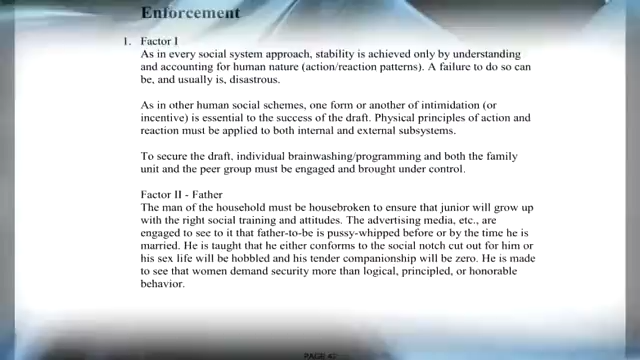 Enforcement
1. Factor I
As in every social system approach, stability is achieved only by understanding
and accounting for human nature (action/reaction patterns). A failure to do so can
be, and usually is, disastrous.
As in other human social schemes, one form or another of intimidation (or
incentive) is essential to the success of the draft. Physical principles of action and
reaction must be applied to both internal and external subsystems.
To secure the draft, individual brainwashing/programming and both the family
unit and the peer group must be engaged and brought under control.
Factor II - Father
The man of the household must be housebroken to ensure that junior will grow up
with the right social training and attitudes. The advertising media, etc., are
engaged to see to it that father-to-be is pussy-whipped before or by the time he is
married. He is taught that he either conforms to the social notch cut out for him or
his sex life will be hobbled and his tender companionship will be zero. He is made
to see that women demand security more than logical, principled, or honorable
behavior.
PAGE